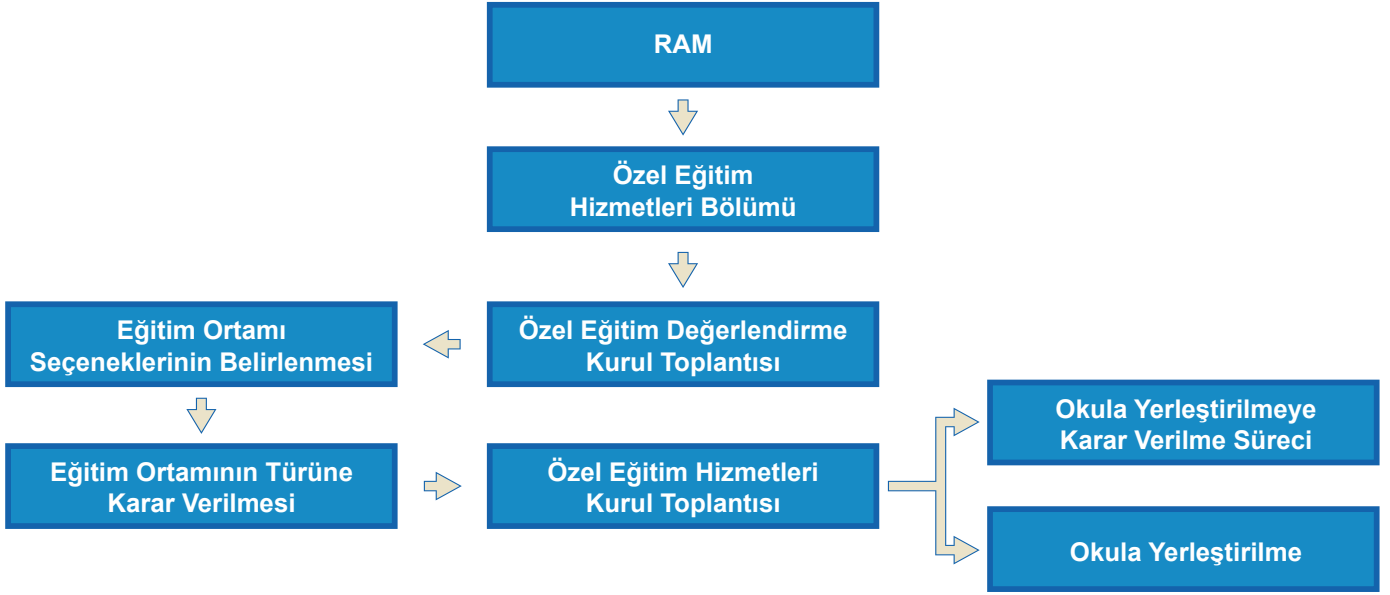 RAM
Özel Eğitim
Hizmetleri Bölümü
Özel Eğitim Değerlendirme
Kurul Toplantısı
Eğitim Ortamı
Seçeneklerinin Belirlenmesi
Eğitim Ortamının Türüne
Karar Verilmesi
Özel Eğitim Hizmetleri
Kurul Toplantısı
Okula Yerleştirilmeye
Karar Verilme Süreci
Okula Yerleştirilme